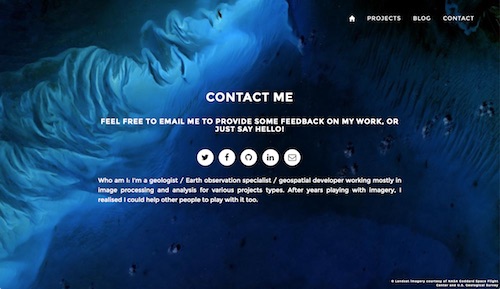 PROJECTS BLOG CONTACT
CONTACT ME
FEEL FREE TO EMAIL ME TO PROVIDE SOME FEEDBACK ON MY WORK, OR
JUST SAY HELLO!
Who am I: I'm a geologist / Earth observation specialist / geospatial developer working mostly in
image processing and analysis for various projects types. After years playing with imagery, I
realised I could help other people to play with it too.
© Landsat imagery courtesy of NASA Goddard Space Flight
Center and U.S. Geological Survey